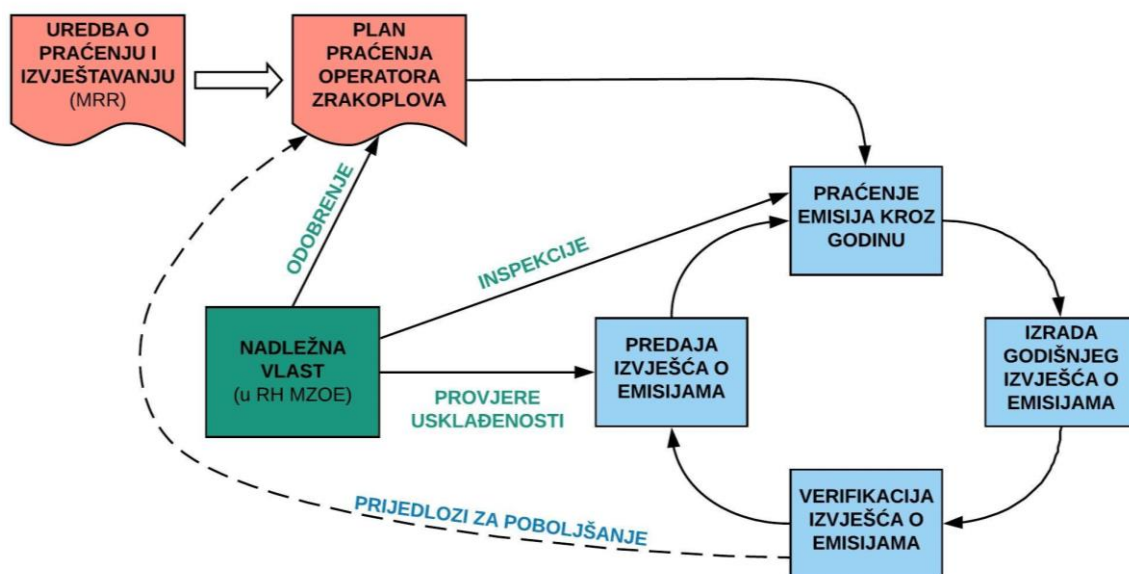 UREDBA O
PRAĆENJU I
IZVJEŠTAVANJU
(MRR)
PLAN
PRAĆENJA
OPERATORA
ZRAKOPLOVA
ODOBRENJE
INSPEKCIJE
PRAĆENJE
EMISIJA KROZ
GODINU
NADLEŽNA
VLAST
(u RH MZOE)
PROVJERE
USKLAĐENOSTI
PREDAJA
IZVJEŠĆA O
EMISIJAMA
IZRADA
GODIŠNJEG
IZVJEŠĆA O
EMISIJAMA
PRIJEDLOZI ZA POBOLJŠANJE
VERIFIKACIJA
IZVJEŠĆA O
EMISIJAMA